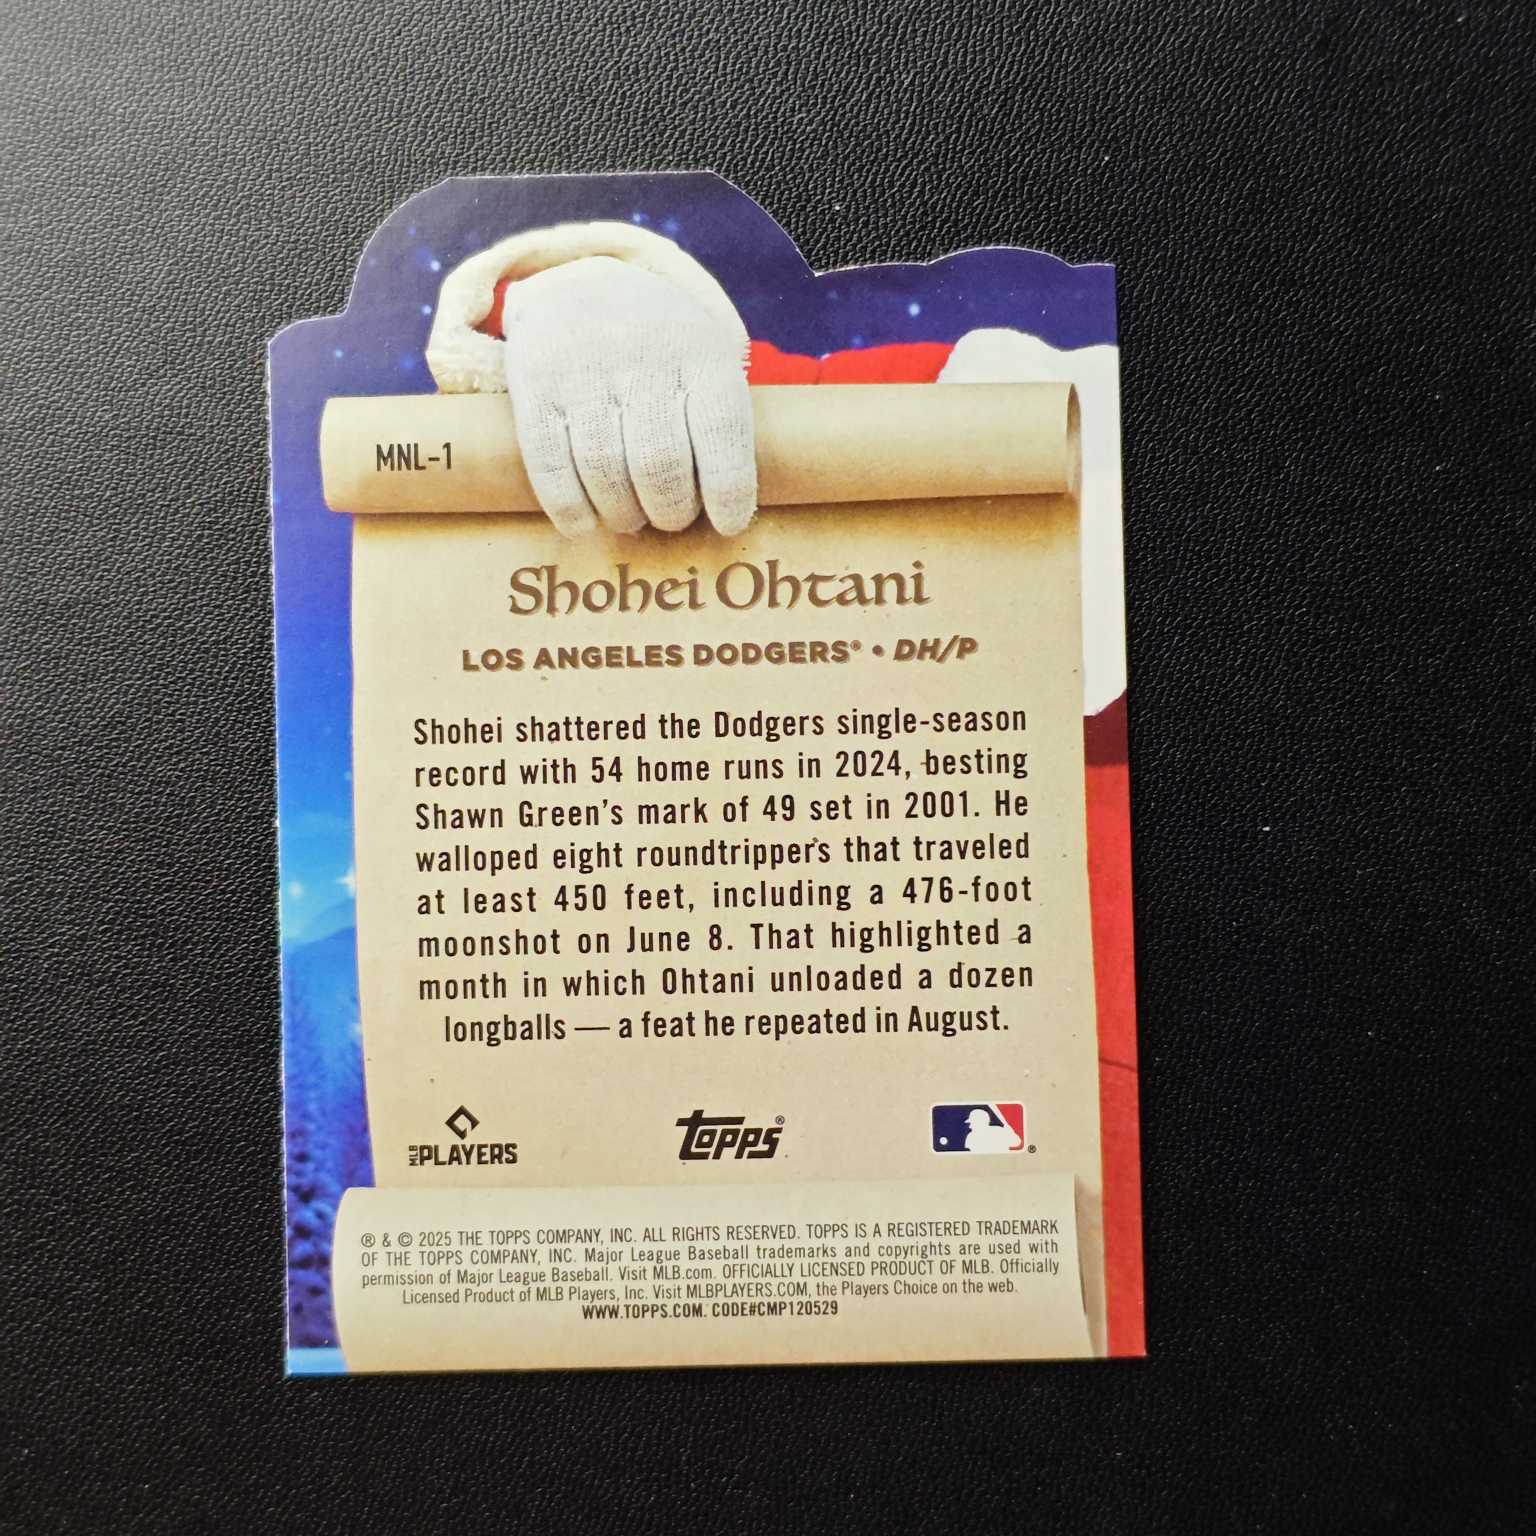 MNL-1
Shohei Ohtani
LOS ANGELES DODGERS® • DH/P
Shohei shattered the Dodgers single-season
record with 54 home runs in 2024, besting
Shawn Green's mark of 49 set in 2001. He
walloped eight roundtrippers that traveled
at least 450 feet, including a 476-foot
moonshot on June 8. That highlighted a
month in which Ohtani unloaded a dozen
longballs — a feat he repeated in August.
MLB PLAYERS
Topps®
®
® & © 2025 THE TOPPS COMPANY, INC. ALL RIGHTS RESERVED. TOPPS IS A REGISTERED TRADEMARK
OF THE TOPPS COMPANY, INC. Major League Baseball trademarks and copyrights are used with
permission of Major League Baseball. Visit MLB.com. OFFICIALLY LICENSED PRODUCT OF MLB. Officially
Licensed Product of MLB Players, Inc. Visit MLBPLAYERS.COM, the Players Choice on the web.
WWW.TOPPS.COM. CODE#CMP120529